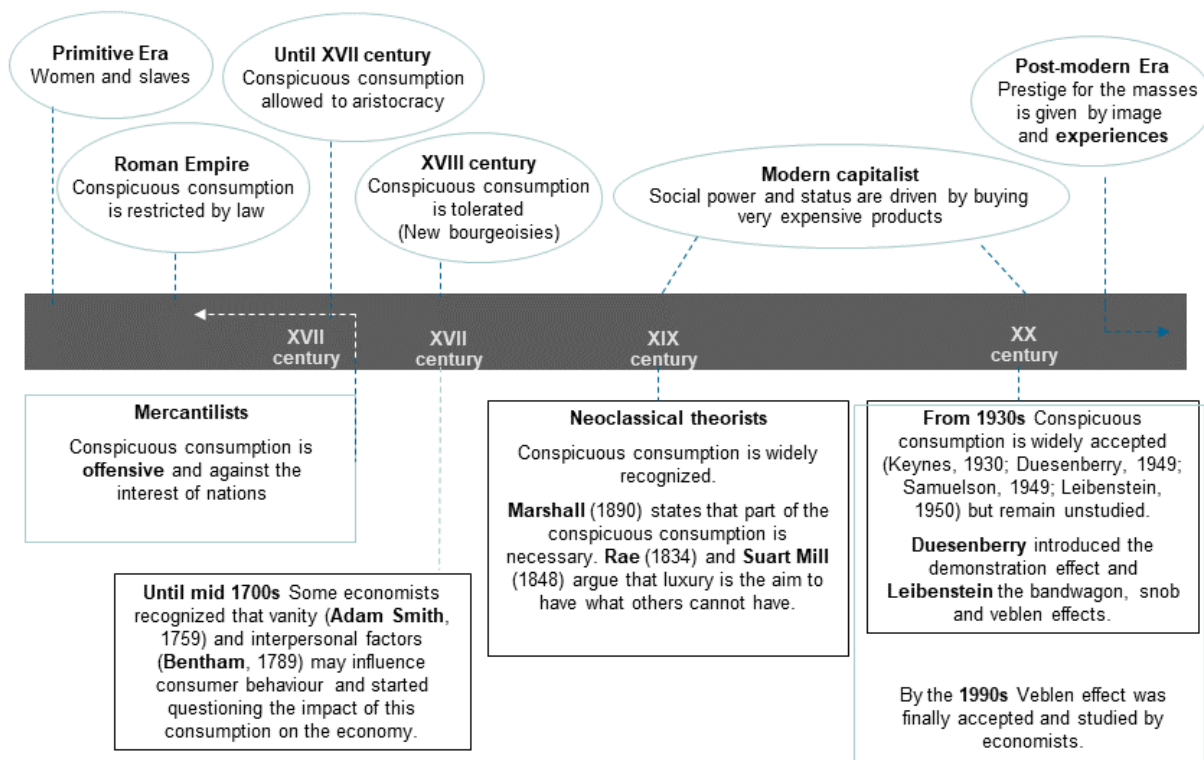 Primitive Era
Women and slaves
Until XVII century
Conspicuous consumption
allowed to aristocracy
Post-modern Era
Prestige for the masses
is given by image
and experiences
Roman Empire
Conspicuous consumption
is restricted by law
XVIII century
Conspicuous consumption
is tolerated
(New bourgeoisies)
Modern capitalist
Social power and status are driven by buying
very expensive products
XVII
century
XVII
century
XIX
century
XX
century
Mercantilists
Conspicuous consumption is
offensive and against the
interest of nations
Until mid 1700s Some economists
recognized that vanity (Adam Smith,
1759) and interpersonal factors
(Bentham, 1789) may influence
consumer behaviour and started
questioning the impact of this
consumption on the economy.
Neoclassical theorists
Conspicuous consumption is widely
recognized.
Marshall (1890) states that part of the
conspicuous consumption is
necessary. Rae (1834) and Suart Mill
(1848) argue that luxury is the aim to
have what others cannot have.
From 1930s Conspicuous
consumption is widely accepted
(Keynes, 1930; Duesenberry, 1949;
Samuelson, 1949; Leibenstein,
1950) but remain unstudied.
Duesenberry introduced the
demonstration effect and
Leibenstein the bandwagon, snob
and veblen effects.
By the 1990s Veblen effect was
finally accepted and studied by
economists.